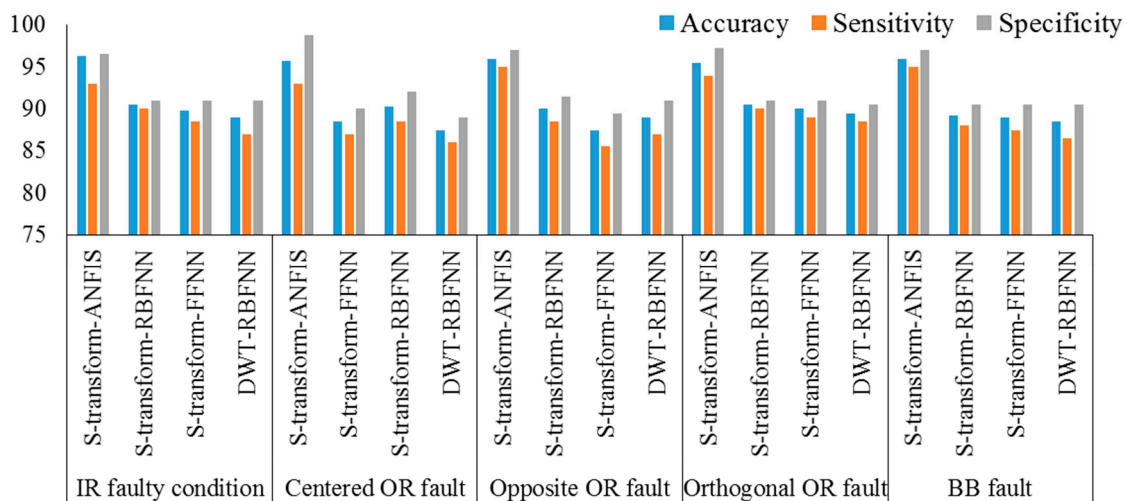 100
95
90
85
80
75
Accuracy Sensitivity Specificity
S-transform-ANFIS
S-transform-RBFNN
S-transform-FFNN
DWT-RBFNN
S-transform-ANFIS
S-transform-FFNN
S-transform-RBFNN
DWT-RBFNN
S-transform-ANFIS
S-transform-RBFNN
S-transform-FFNN
DWT-RBFNN
S-transform-ANFIS
S-transform-RBFNN
S-transform-FFNN
DWT-RBFNN
S-transform-ANFIS
S-transform-RBFNN
S-transform-FFNN
DWT-RBFNN
IR faulty condition
Centered OR fault
Opposite OR fault
Orthogonal OR fault
BB fault